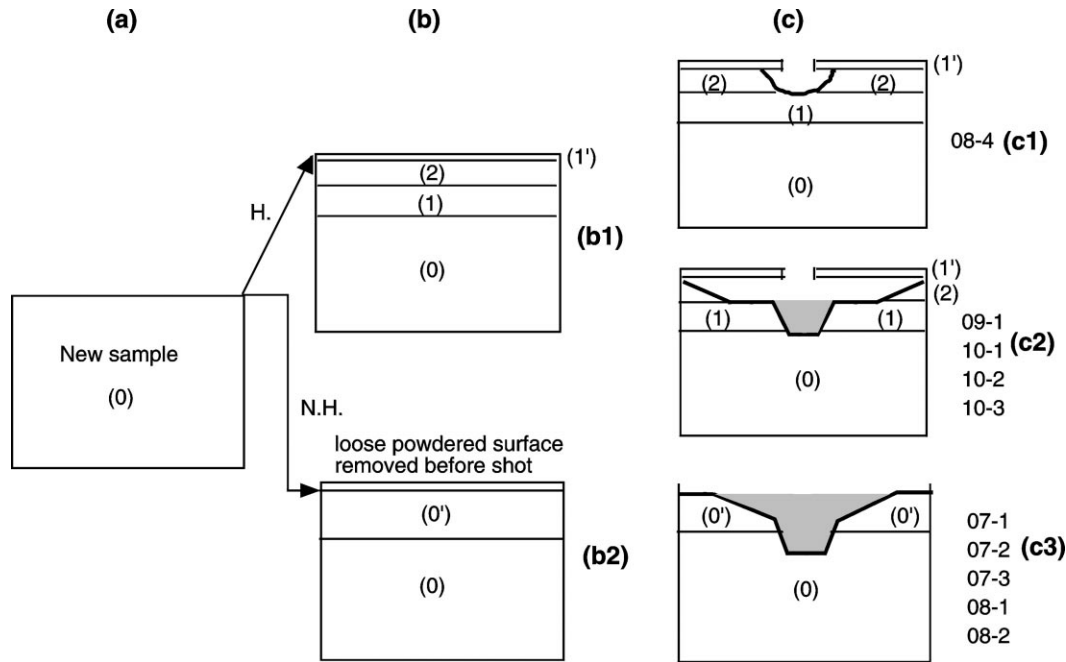 (a)
(b)
(c)
New sample
(0)
H.
N.H.
(1')
(2)
(1)
(0)
(b1)
loose powdered surface
removed before shot
(0')
(0)
(b2)
(1')
(2)
(2)
(1)
(0)
08-4
(c1)
(1')
(2)
(1)
(1)
(0)
09-1
10-1
10-2
10-3
(c2)
(0')
(0')
(0)
07-1
07-2
07-3
08-1
08-2
(c3)